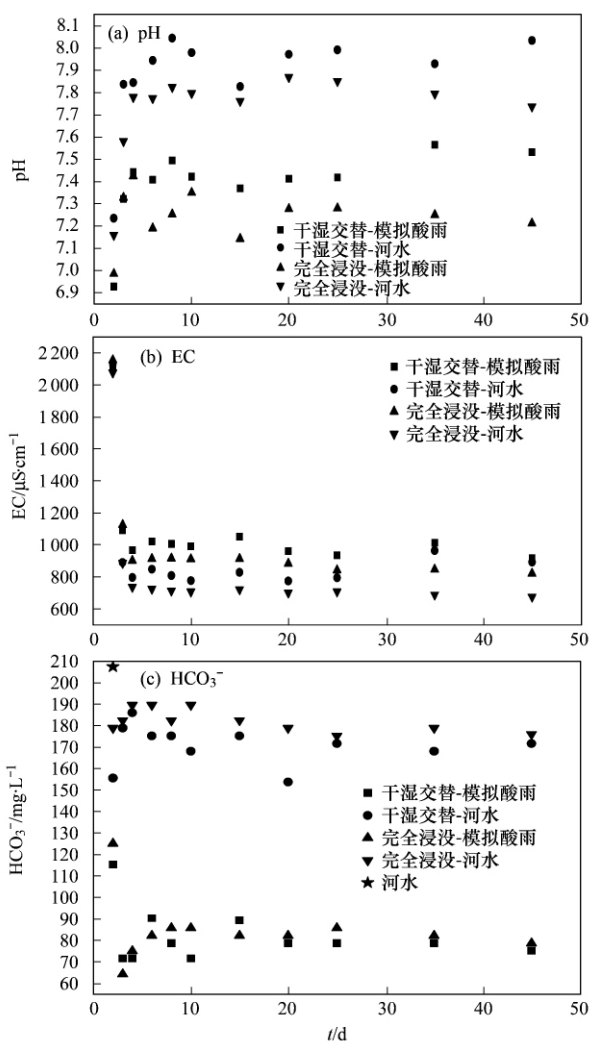 (a) pH
8.1
8.0
7.9
7.8
7.7
7.6
7.5
7.4
7.3
7.2
7.1
7.0
6.9
pH
干湿交替-模拟酸雨
干湿交替-河水
完全浸没-模拟酸雨
完全浸没-河水
0
10
20
30
40
50
(b) EC
2 200
2 000
1 800
1 600
1 400
1 200
1 000
800
600
EC/μS·cm⁻¹
干湿交替-模拟酸雨
干湿交替-河水
完全浸没-模拟酸雨
完全浸没-河水
0
10
20
30
40
50
(c) HCO₃⁻
210
200
190
180
170
160
150
140
130
120
110
100
90
80
70
60
HCO₃⁻/mg·L⁻¹
干湿交替-模拟酸雨
干湿交替-河水
完全浸没-模拟酸雨
完全浸没-河水
河水
0
10
20
30
40
50
t/d